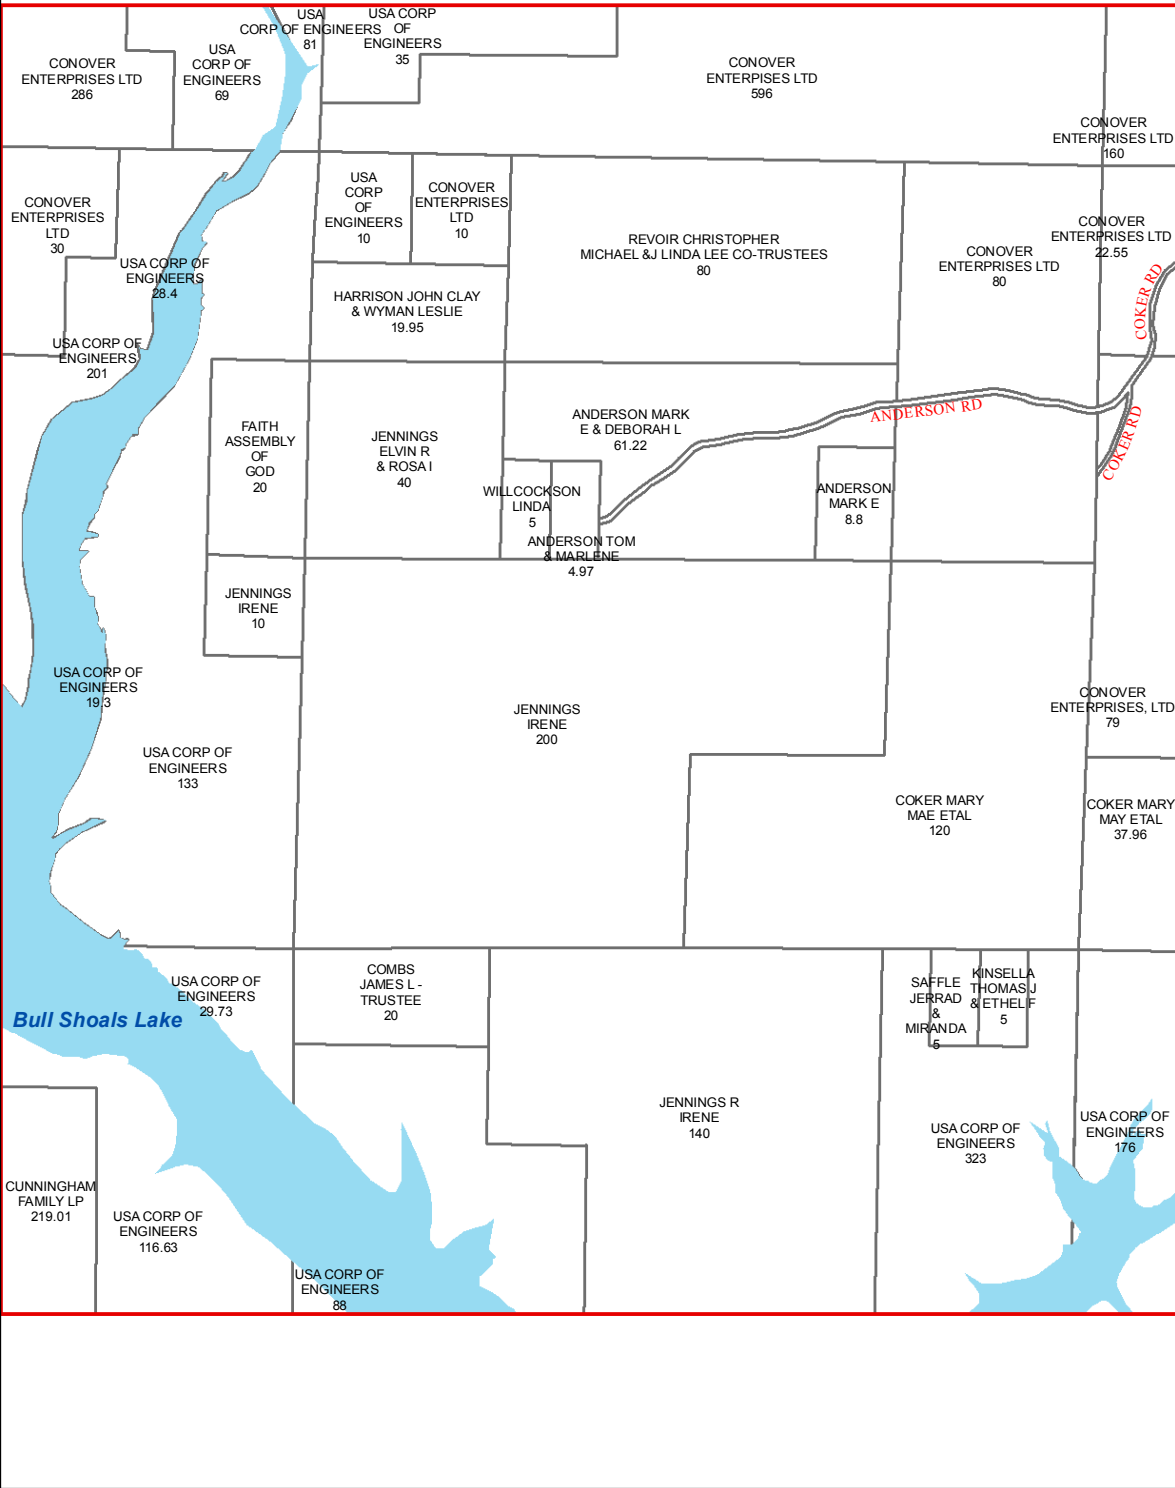 USA
CORP OF ENGINEERS
81
USA CORP
OF
ENGINEERS
35
CONOVER
ENTERPRISES LTD
286
USA
CORP OF
ENGINEERS
69
CONOVER
ENTERPISES LTD
596
CONOVER
ENTERPRISES LTD
160
CONOVER
ENTERPRISES
LTD
30
USA CORP OF
ENGINEERS
28.4
USA
CORP
OF
ENGINEERS
10
CONOVER
ENTERPRISES
LTD
10
REVOIR CHRISTOPHER
MICHAEL &J LINDA LEE CO-TRUSTEES
80
CONOVER
ENTERPRISES LTD
80
CONOVER
ENTERPRISES LTD
22.55
COKER RD
HARRISON JOHN CLAY
& WYMAN LESLIE
19.95
USA CORP OF
ENGINEERS
201
FAITH
ASSEMBLY
OF
GOD
20
JENNINGS
ELVIN R
& ROSA I
40
ANDERSON MARK
E & DEBORAH L
61.22
ANDERSON RD
COKER RD
WILLCOCKSON
LINDA
5
ANDERSON TOM
& MARLENE
4.97
ANDERSON
MARK E
8.8
JENNINGS
IRENE
10
USA CORP OF
ENGINEERS
19.3
USA CORP OF
ENGINEERS
133
JENNINGS
IRENE
200
CONOVER
ENTERPRISES, LTD
79
COKER MARY
MAE ETAL
120
COKER MARY
MAY ETAL
37.96
USA CORP OF
ENGINEERS
29.73
Bull Shoals Lake
COMBS
JAMES L -
TRUSTEE
20
SAFFLE
JERRAD
&
MIRANDA
5
KINSELLA
THOMAS J
& ETHEL F
5
JENNINGS R
IRENE
140
USA CORP OF
ENGINEERS
323
USA CORP OF
ENGINEERS
176
CUNNINGHAM
FAMILY LP
219.01
USA CORP OF
ENGINEERS
116.63
USA CORP OF
ENGINEERS
88